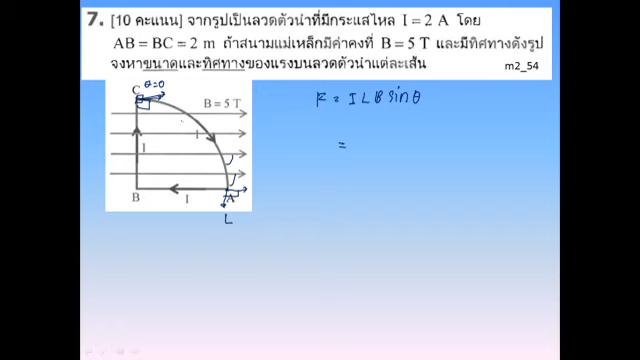 7. [10 คะแนน] จากรูปเป็นลวดตัวนำที่มีกระแสไหล I = 2 A โดย
AB = BC = 2 m ถ้าสนามแม่เหล็กมีค่าคงที่ B = 5 T และมีทิศทางดังรูป
จงหาขนาดและทิศทางของแรงบนลวดตัวนำแต่ละเส้น m2_54
C θ=0
B = 5 T
F = I L B sin θ
I I
=
B I A
L